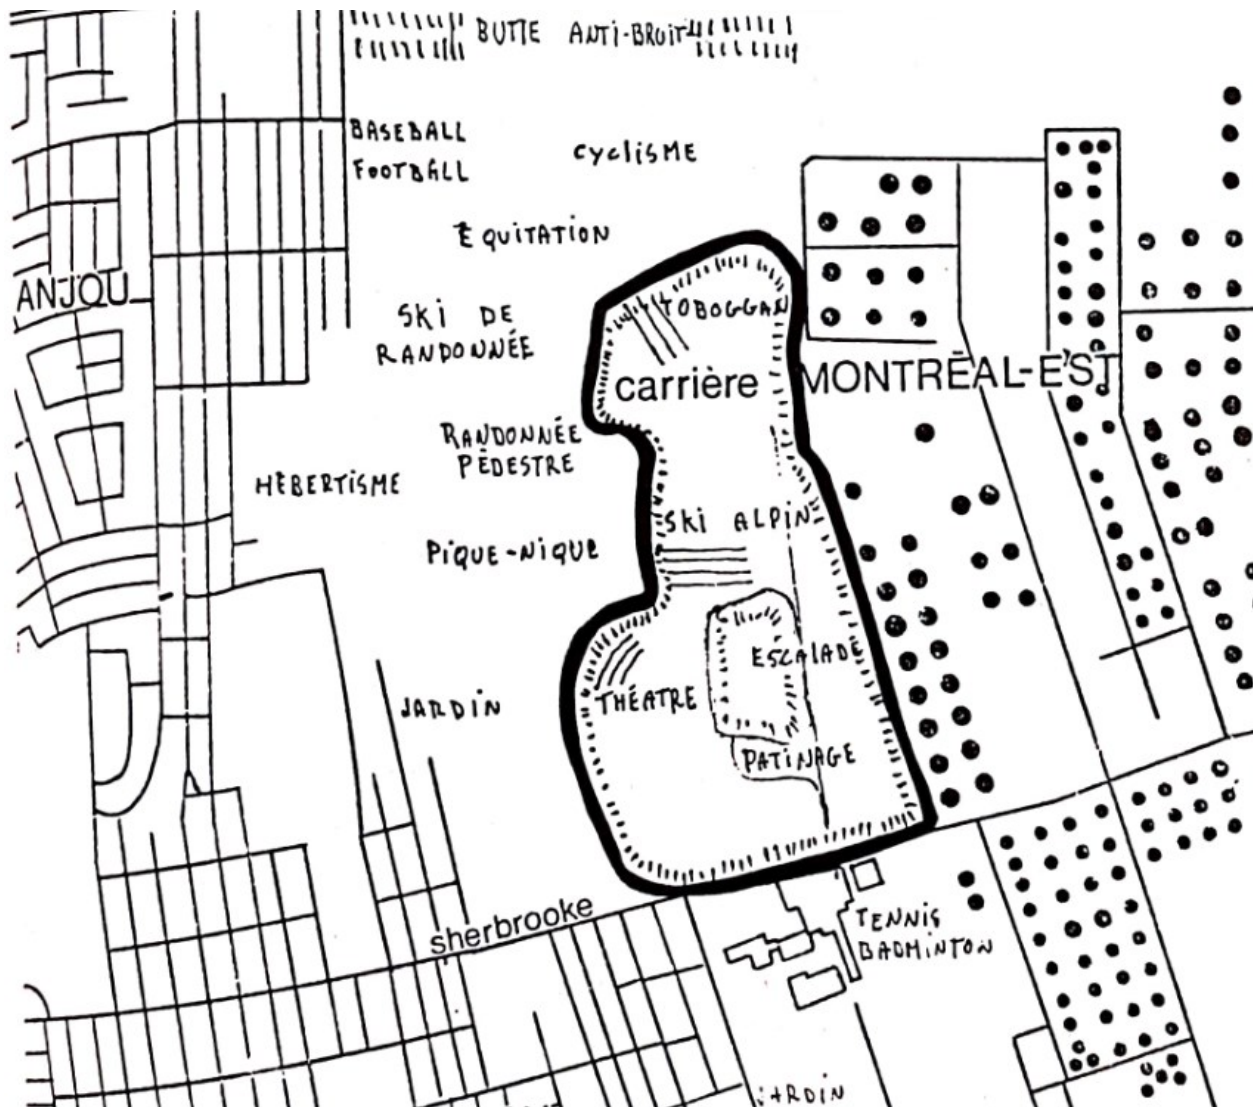 BUTTE ANTI-BRUIT
BASEBALL
FOOTBALL
CYCLISME
ÉQUITATION
ANJOU
SKI DE
RANDONNÉE
TOBOGGAN
carrière
MONTRÉAL-EST
RANDONNÉE
PÉDESTRE
HÉBERTISME
SKI ALPIN
PIQUE-NIQUE
ESCALADE
THÉATRE
JARDIN
PATINAGE
sherbrooke
TENNIS
BADMINTON
JARDIN